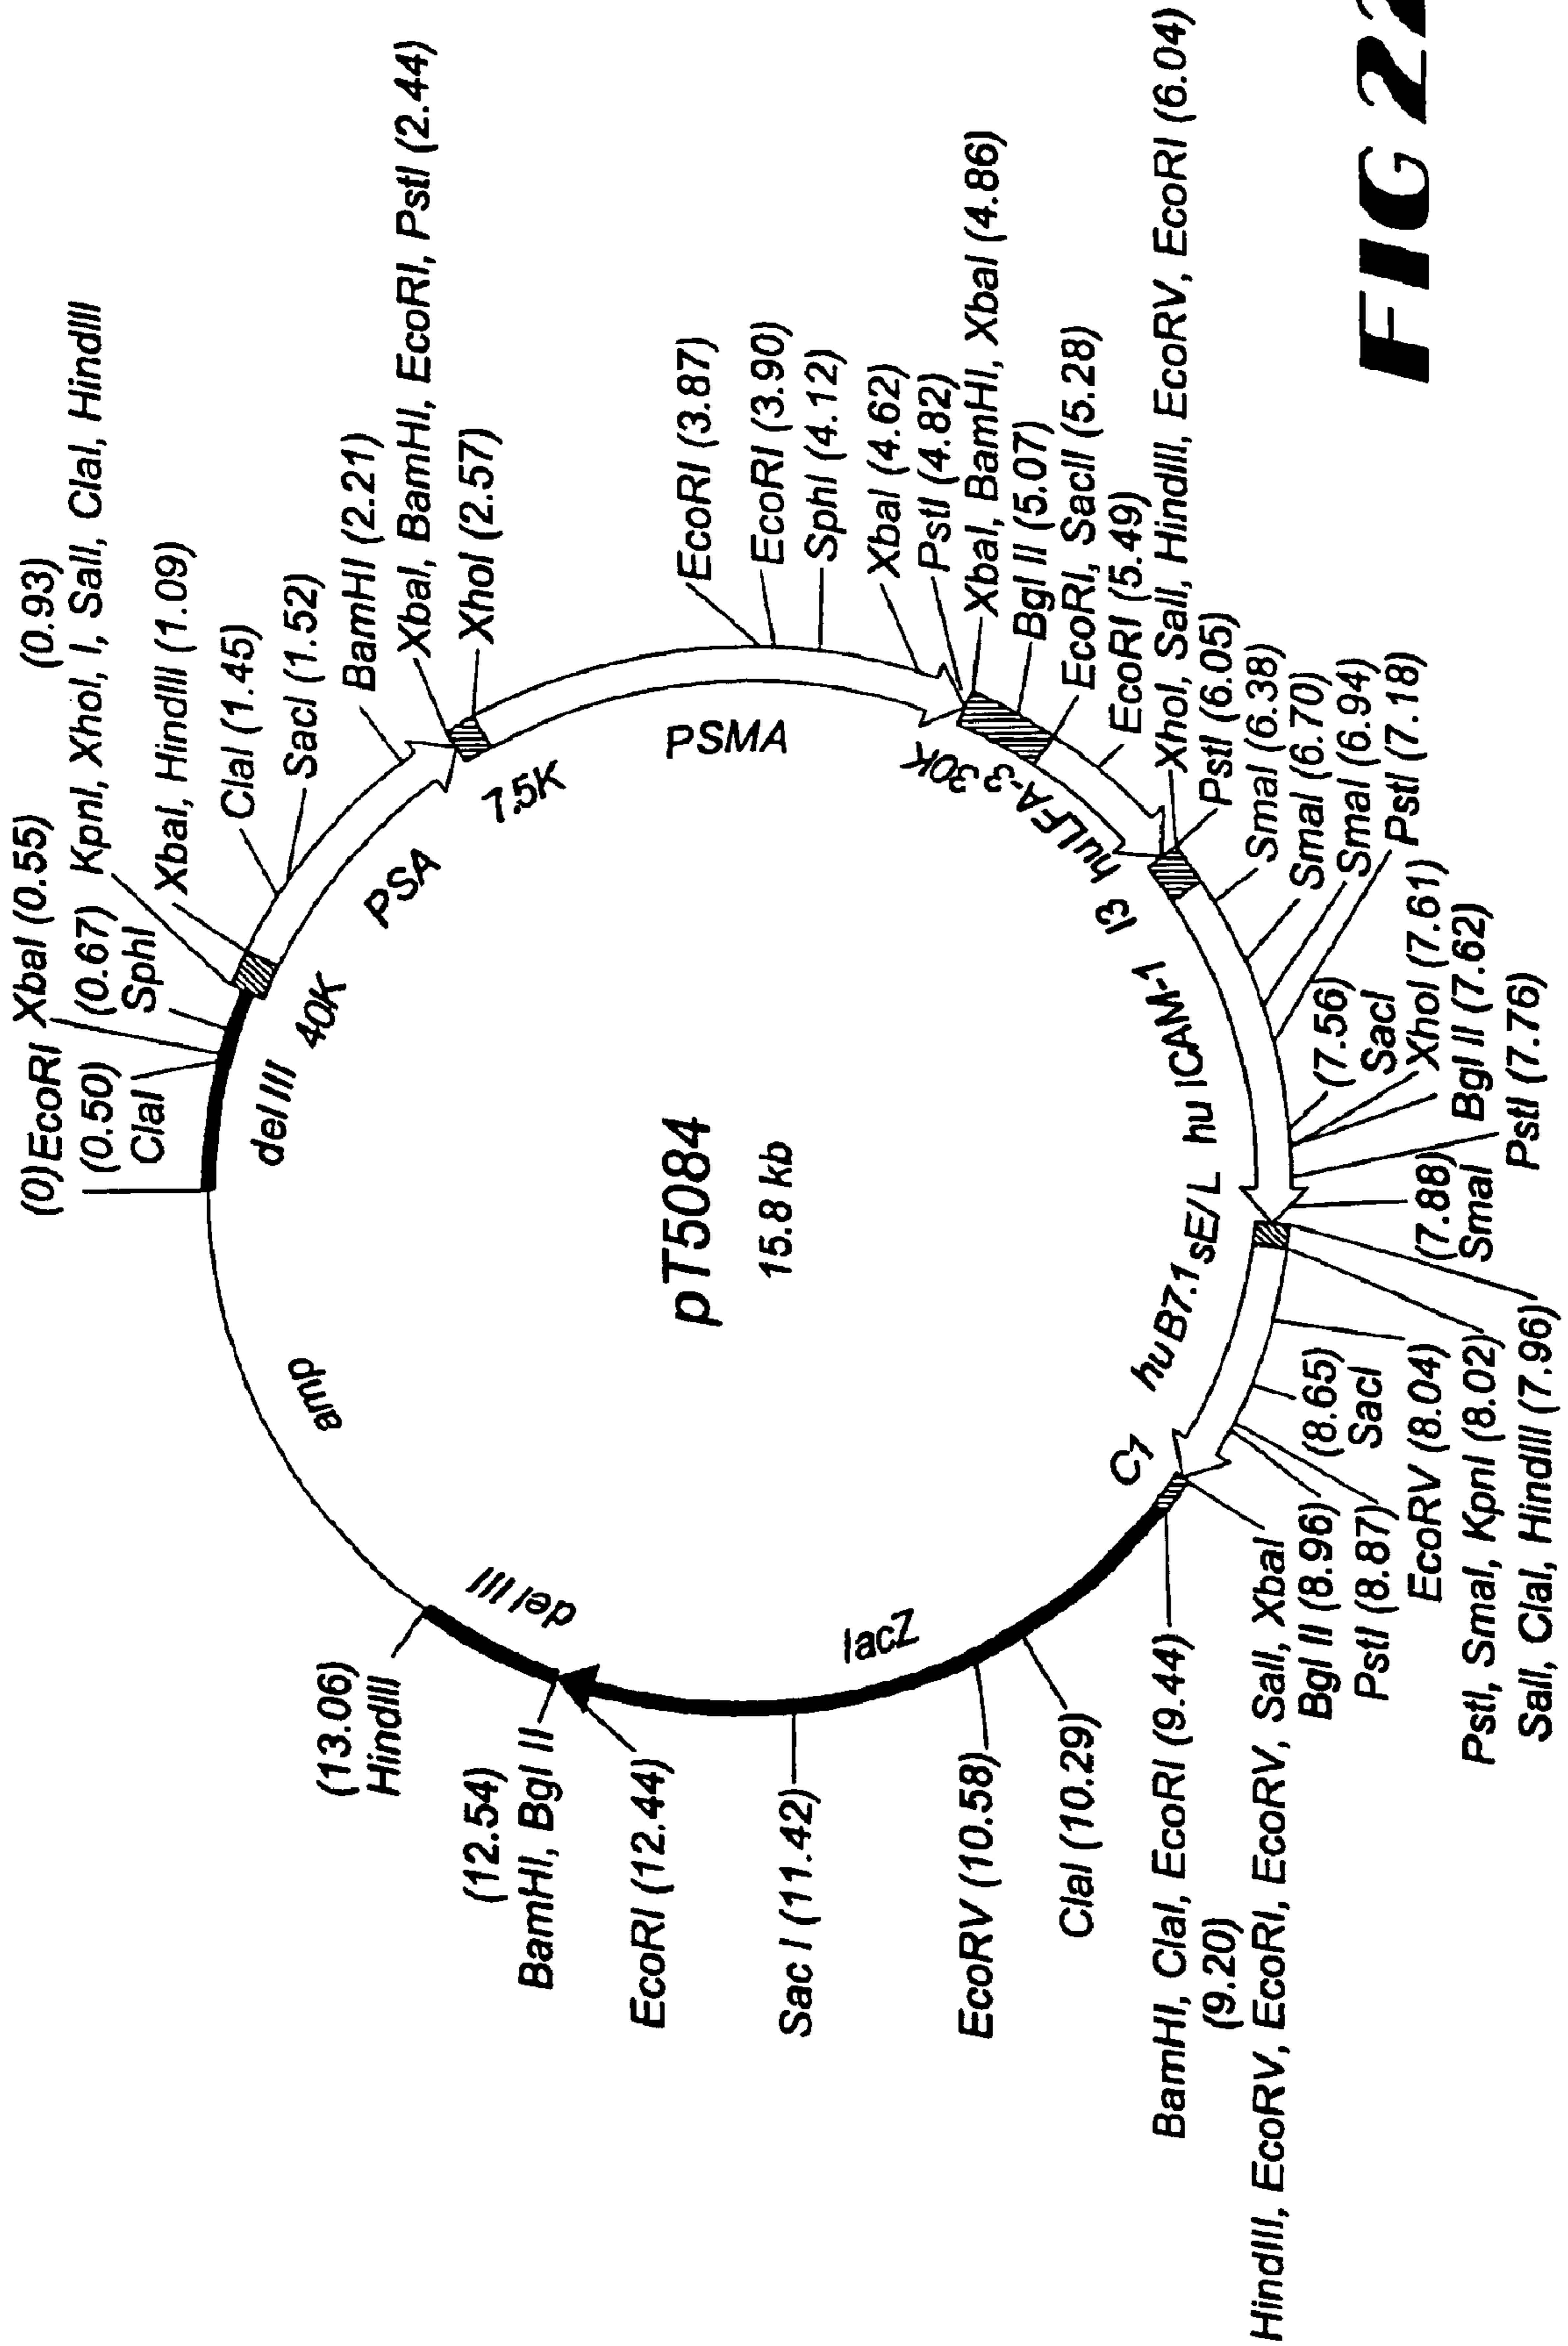 (0) EcoRI
(0.50)
ClaI
XbaI (0.55)
(0.67)
SphI
(0.93)
KpnI, XhoI, I, SalI, ClaI, HindIII
XbaI, HindIII (1.09)
ClaI (1.45)
SacI (1.52)
BamHI (2.21)
XbaI, BamHI, EcoRI, PstI (2.44)
XhoI (2.57)
EcoRI (3.87)
EcoRI (3.90)
SphI (4.12)
XbaI (4.62)
PstI (4.82)
XbaI, BamHI, XbaI (4.86)
Bgl II (5.07)
EcoRI, SacII (5.28)
EcoRI (5.49)
XhoI, SalI, HindIII, EcoRV, EcoRI (6.04)
PstI (6.05)
SmaI (6.38)
SmaI (6.70)
SmaI (6.94)
PstI (7.18)
(7.56)
SacI
XhoI (7.61)
Bgl II (7.62)
PstI (7.76)
(7.88)
SmaI
SalI, ClaI, HindIII (7.96)
PstI, SmaI, KpnI (8.02)
EcoRV (8.04)
(8.65)
SacI
PstI (8.87)
Bgl II (8.96)
HindIII, EcoRV, EcoRI, EcoRV, SalI, XbaI
(9.20)
BamHI, ClaI, EcoRI (9.44)
ClaI (10.29)
EcoRV (10.58)
Sac I (11.42)
EcoRI (12.44)
(12.54)
BamHI, Bgl II
(13.06)
HindIII
del III
40K
PSA
7.5K
PSMA
30K
huLFA-3
I3
hu ICAM-1
sE/L
huB7.1
C7
lacZ
del III
amp
pT5084
15.8 kb
FIG 22